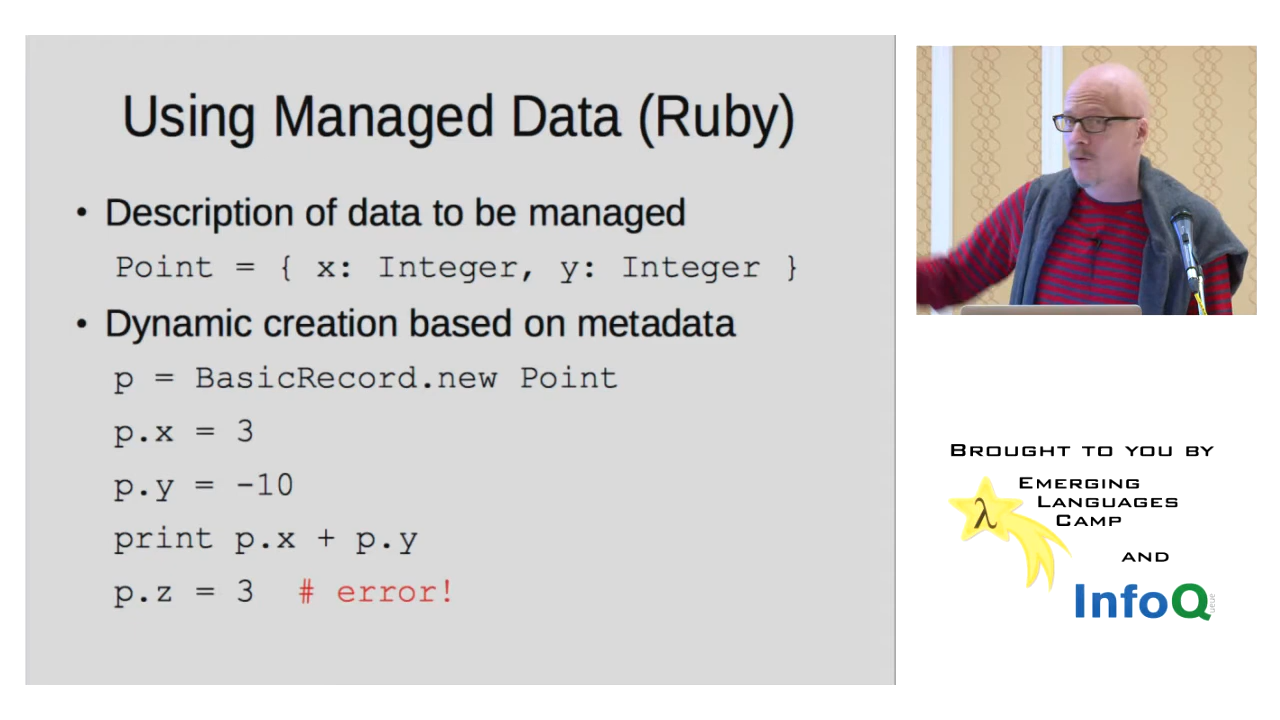 Using Managed Data (Ruby)
• Description of data to be managed
Point = { x: Integer, y: Integer }
• Dynamic creation based on metadata
p = BasicRecord.new Point
p.x = 3
p.y = -10
print p.x + p.y
p.z = 3  # error!
BROUGHT TO YOU BY
EMERGING
LANGUAGES
CAMP
λ
AND
InfoQ
ueue